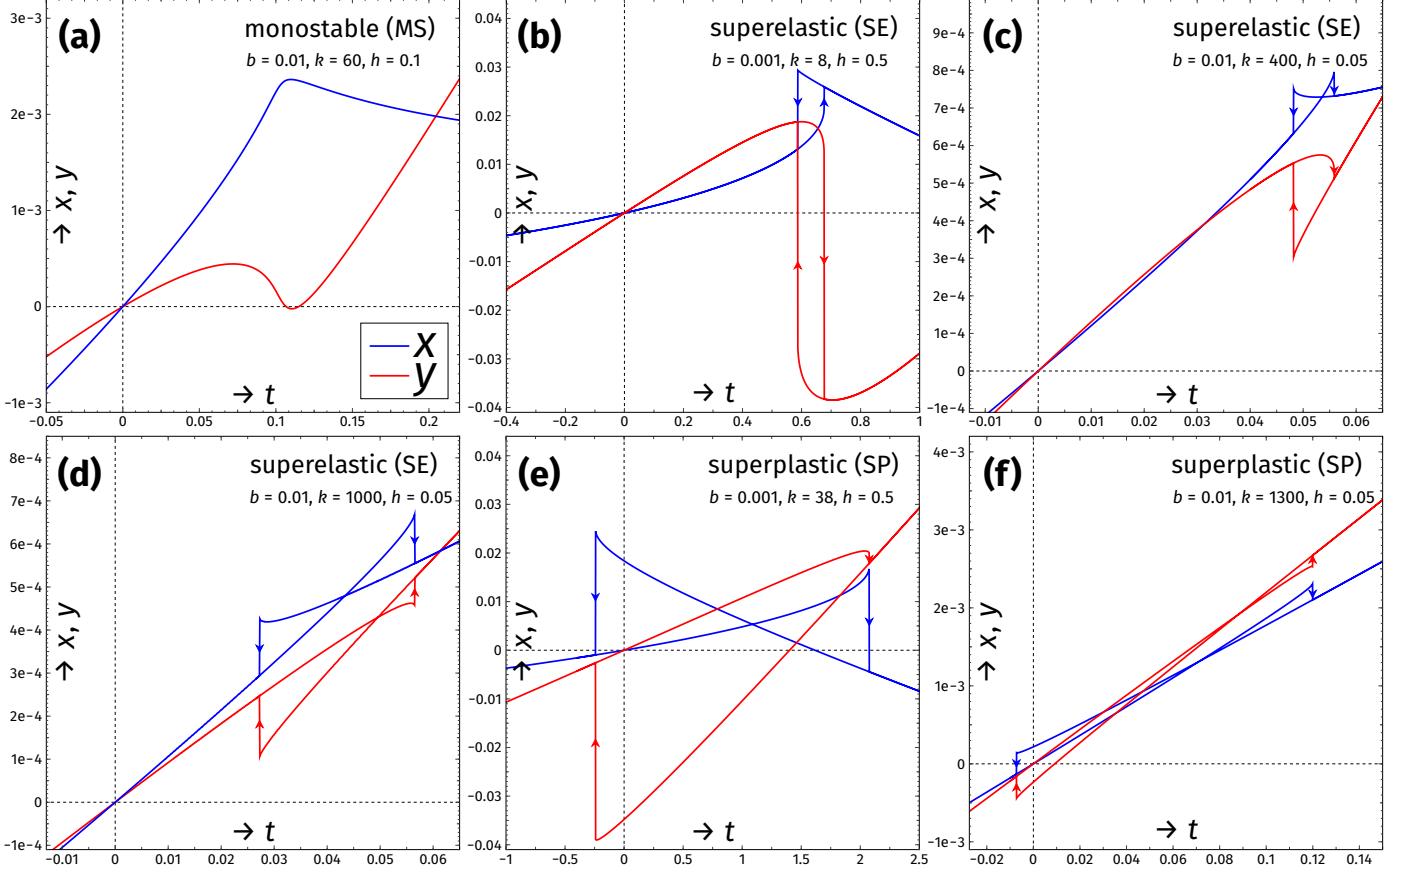 (a)
monostable (MS)
b = 0.01, k = 60, h = 0.1
3e−3
2e−3
1e−3
0
−1e−3
→ x, y
x
y
→ t
−0.05
0
0.05
0.1
0.15
0.2
(b)
superelastic (SE)
b = 0.001, k = 8, h = 0.5
0.04
0.03
0.02
0.01
0
−0.01
−0.02
−0.03
−0.04
→ x, y
→ t
−0.4
−0.2
0
0.2
0.4
0.6
0.8
1
(c)
superelastic (SE)
b = 0.01, k = 400, h = 0.05
9e−4
8e−4
7e−4
6e−4
5e−4
4e−4
3e−4
2e−4
1e−4
0
−1e−4
→ x, y
→ t
−0.01
0
0.01
0.02
0.03
0.04
0.05
0.06
(d)
superelastic (SE)
b = 0.01, k = 1000, h = 0.05
8e−4
7e−4
6e−4
5e−4
4e−4
3e−4
2e−4
1e−4
0
−1e−4
→ x, y
→ t
−0.01
0
0.01
0.02
0.03
0.04
0.05
0.06
(e)
superplastic (SP)
b = 0.001, k = 38, h = 0.5
0.04
0.03
0.02
0.01
0
−0.01
−0.02
−0.03
−0.04
→ x, y
→ t
−1
−0.5
0
0.5
1
1.5
2
2.5
(f)
superplastic (SP)
b = 0.01, k = 1300, h = 0.05
4e−3
3e−3
2e−3
1e−3
0
−1e−3
→ x, y
→ t
−0.02
0
0.02
0.04
0.06
0.08
0.1
0.12
0.14